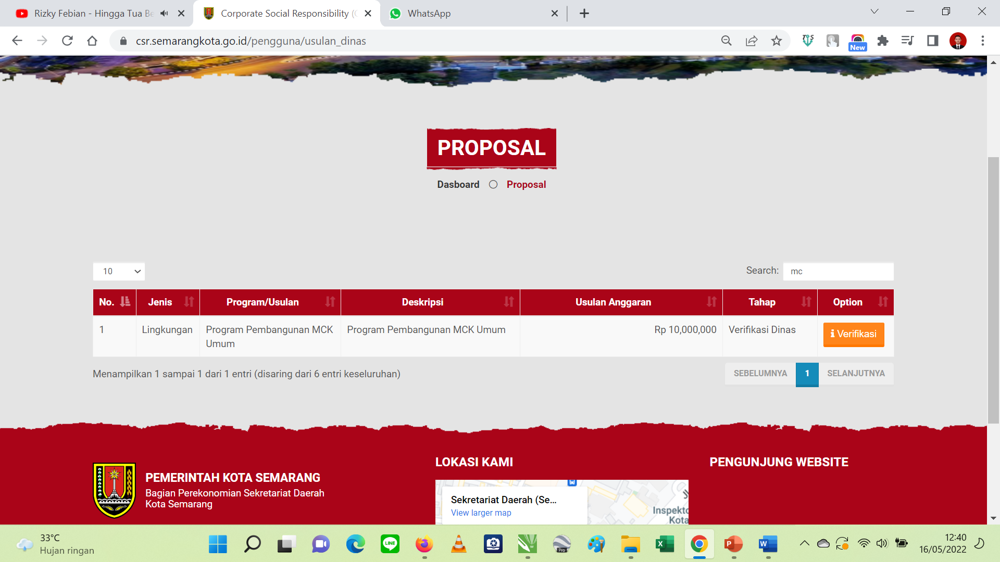 Rizky Febian - Hingga Tua Be
Corporate Social Responsibility (C
WhatsApp
csr.semarangkota.go.id/pengguna/usulan_dinas
New
PROPOSAL
Dasboard Proposal
10
Search: mc
No. Jenis Program/Usulan Deskripsi Usulan Anggaran Tahap Option
1 Lingkungan Program Pembangunan MCK Program Pembangunan MCK Umum Rp 10,000,000 Verifikasi Dinas Verifikasi
Umum
Menampilkan 1 sampai 1 dari 1 entri (disaring dari 6 entri keseluruhan)
SEBELUMNYA 1 SELANJUTNYA
PEMERINTAH KOTA SEMARANG
Bagian Perekonomian Sekretariat Daerah
Kota Semarang
LOKASI KAMI
Sekretariat Daerah (Se...
View larger map
Inspekto
Kota
PENGUNJUNG WEBSITE
33°C
Hujan ringan
LINE
Pro
12:40
16/05/2022